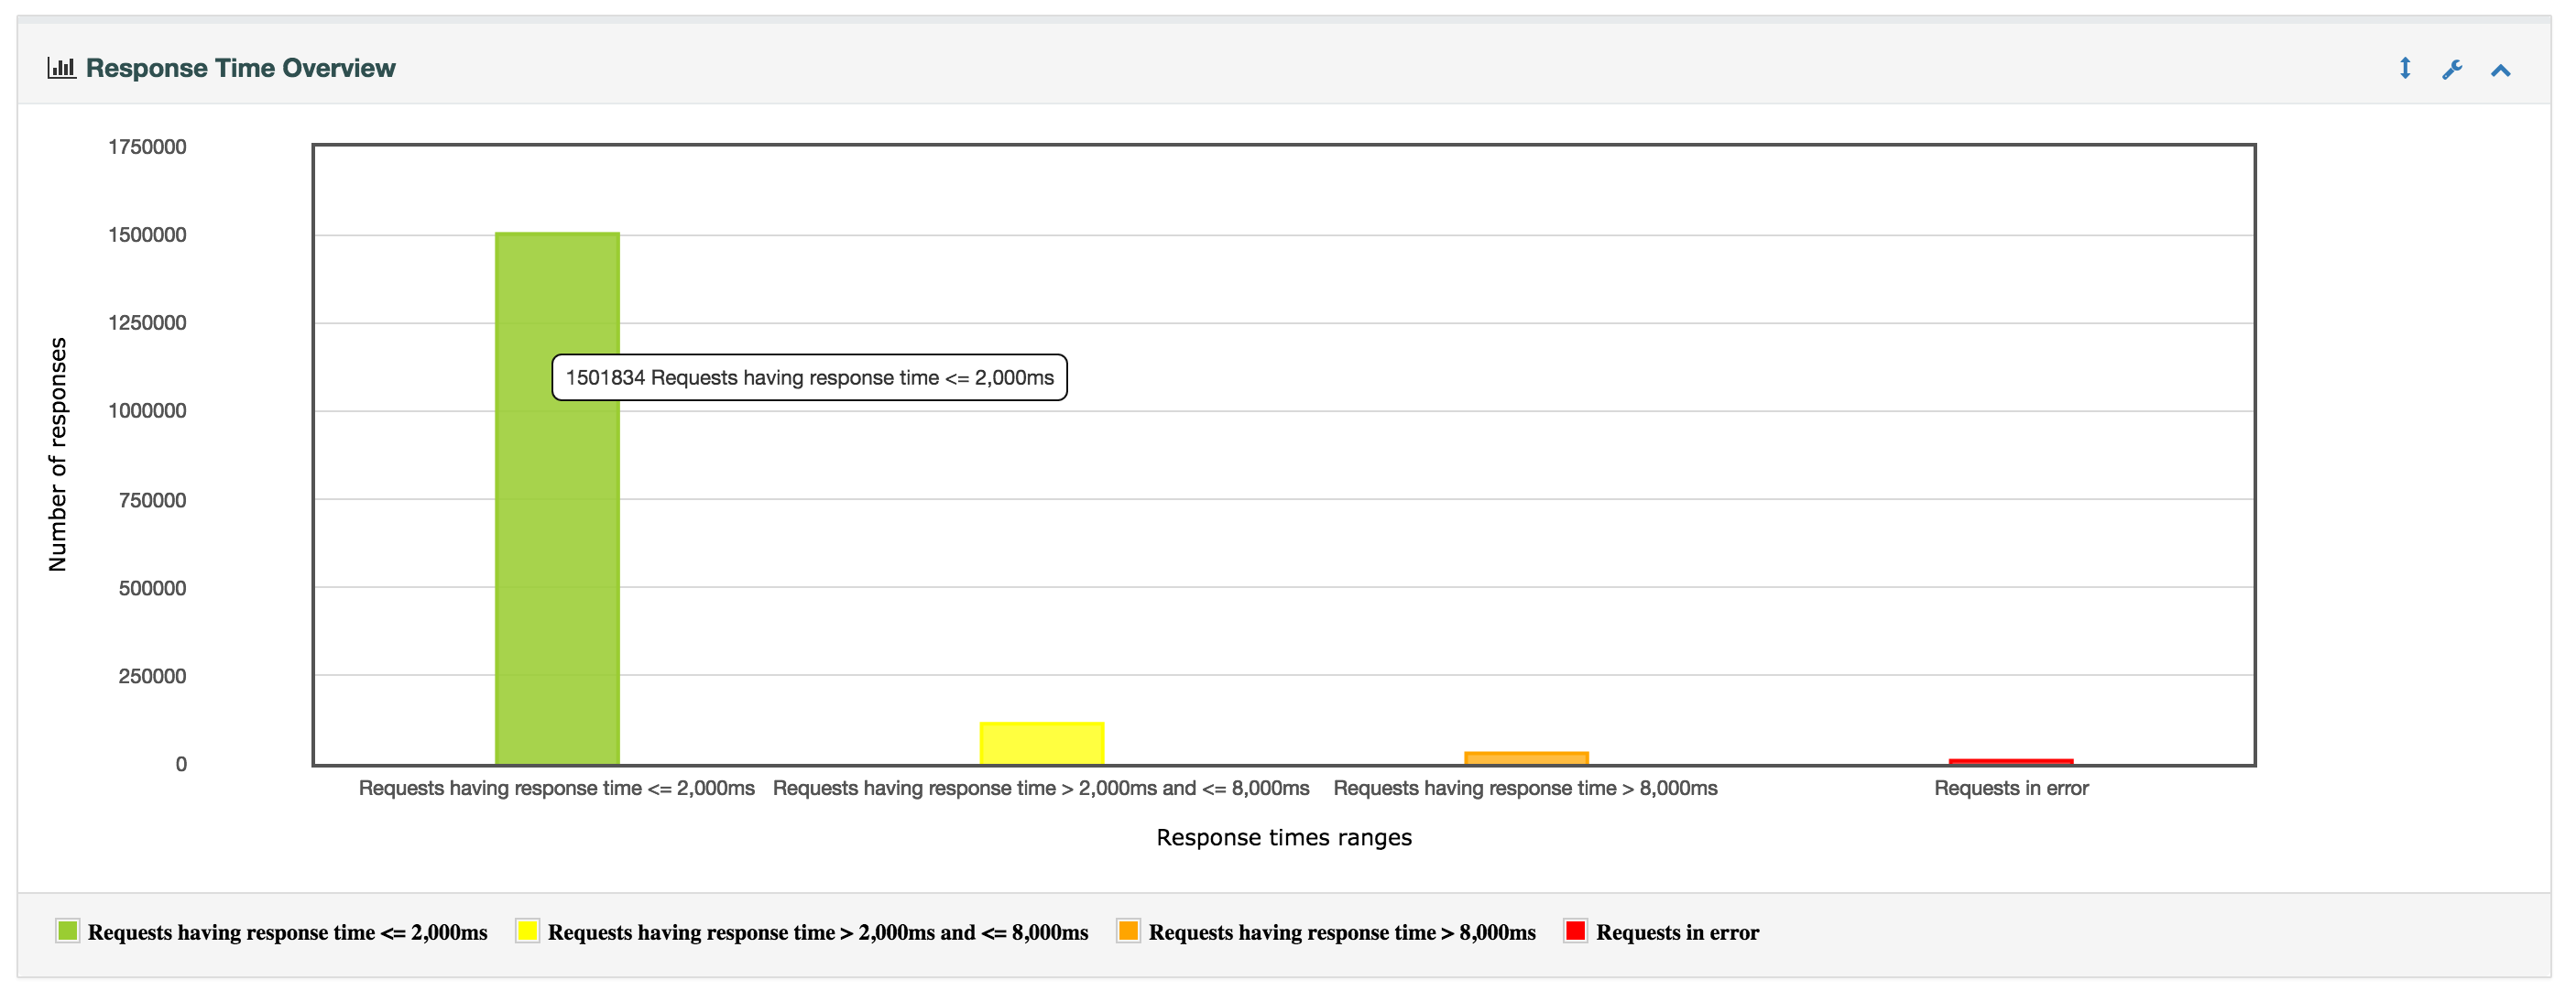 Response Time Overview
1750000
1500000
1250000
1000000
750000
500000
250000
0
Number of responses
1501834 Requests having response time <= 2,000ms
Requests having response time <= 2,000ms
Requests having response time > 2,000ms and <= 8,000ms
Requests having response time > 8,000ms
Requests in error
Response times ranges
Requests having response time <= 2,000ms
Requests having response time > 2,000ms and <= 8,000ms
Requests having response time > 8,000ms
Requests in error